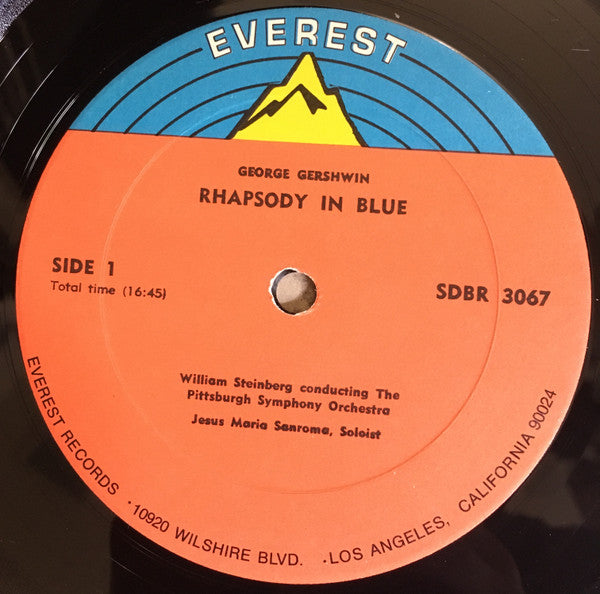 EVEREST
GEORGE GERSHWIN
RHAPSODY IN BLUE
SIDE 1
Total time (16:45)
SDBR 3067
William Steinberg conducting The
Pittsburgh Symphony Orchestra
Jesus Maria Sanroma, Soloist
EVEREST RECORDS · 10920 WILSHIRE BLVD. · LOS ANGELES, CALIFORNIA 90024